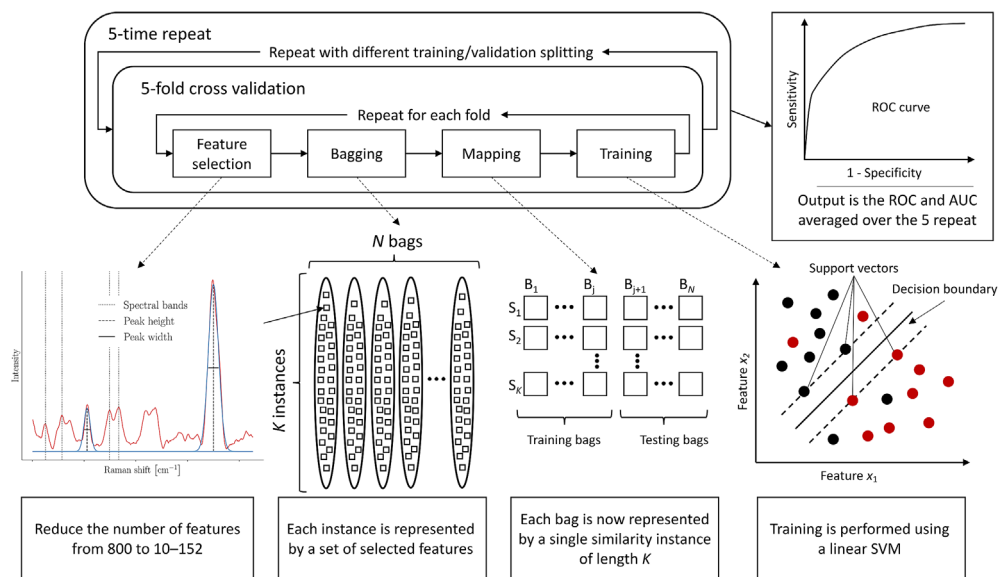 5-time repeat
Repeat with different training/validation splitting
5-fold cross validation
Repeat for each fold
Feature
selection
Bagging
Mapping
Training
Sensitivity
ROC curve
1 - Specificity
Output is the ROC and AUC
averaged over the 5 repeat
Spectral bands
Peak height
Peak width
Intensity
Raman shift [cm⁻¹]
N bags
K instances
B₁ Bⱼ Bⱼ₊₁ B_N
S₁
S₂
S_K
Training bags Testing bags
Support vectors
Decision boundary
Feature x₂
Feature x₁
Reduce the number of features
from 800 to 10–152
Each instance is represented
by a set of selected features
Each bag is now represented
by a single similarity instance
of length K
Training is performed using
a linear SVM